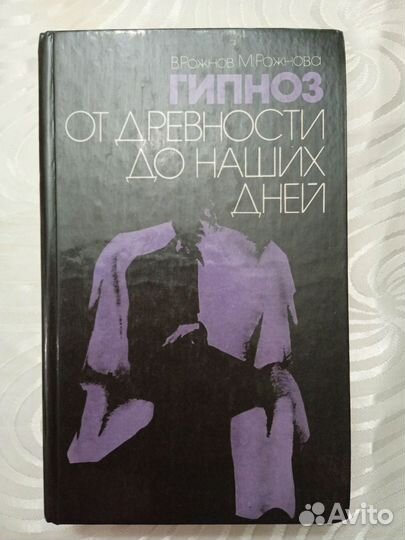 В.Рожнов М.Рожнова
ГИПНОЗ
ОТ ДРЕВНОСТИ
ДО НАШИХ
ДНЕЙ
Avito